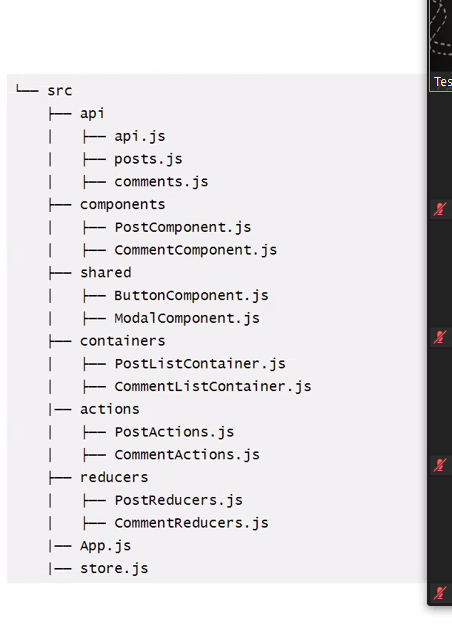 └── src
    ├── api
    │   ├── api.js
    │   ├── posts.js
    │   ├── comments.js
    ├── components
    │   ├── PostComponent.js
    │   ├── CommentComponent.js
    ├── shared
    │   ├── ButtonComponent.js
    │   ├── ModalComponent.js
    ├── containers
    │   ├── PostListContainer.js
    │   ├── CommentListContainer.js
    |── actions
    │   ├── PostActions.js
    │   ├── CommentActions.js
    ├── reducers
    │   ├── PostReducers.js
    │   ├── CommentReducers.js
    |── App.js
    |── store.js
Tes